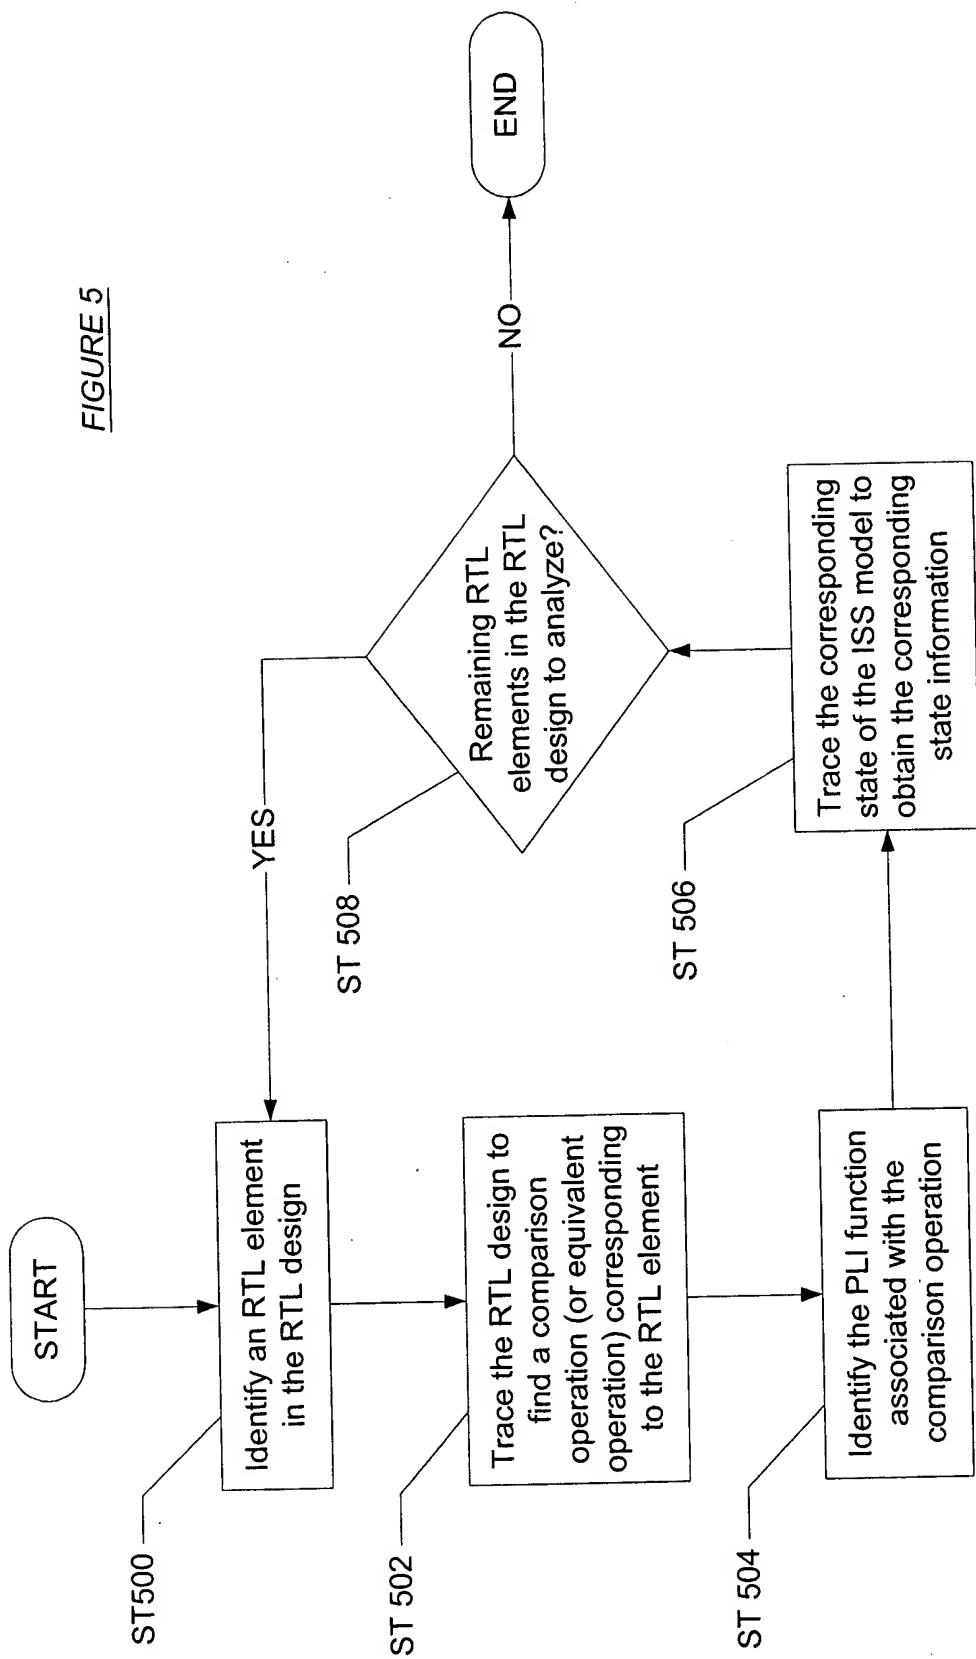 FIGURE 5
START
ST500
Identify an RTL element
in the RTL design
ST 502
Trace the RTL design to
find a comparison
operation (or equivalent
operation) corresponding
to the RTL element
ST 504
Identify the PLI function
associated with the
comparison operation
ST 506
Trace the corresponding
state of the ISS model to
obtain the corresponding
state information
ST 508
Remaining RTL
elements in the RTL
design to analyze?
YES
NO
END